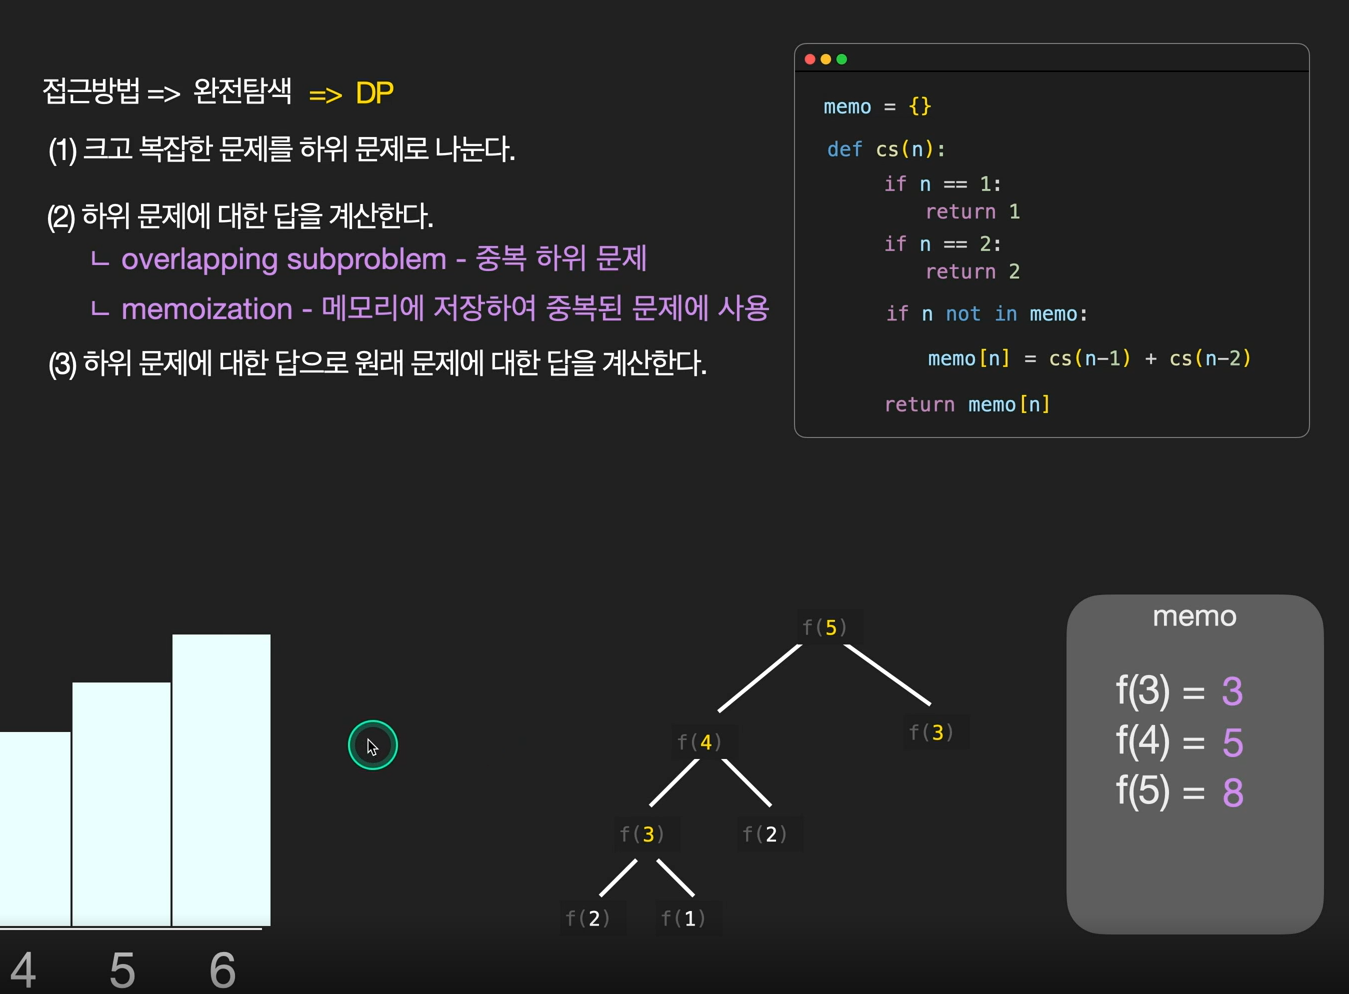 접근방법 => 완전탐색 => DP
(1) 크고 복잡한 문제를 하위 문제로 나눈다.
(2) 하위 문제에 대한 답을 계산한다.
ㄴ overlapping subproblem - 중복 하위 문제
ㄴ memoization - 메모리에 저장하여 중복된 문제에 사용
(3) 하위 문제에 대한 답으로 원래 문제에 대한 답을 계산한다.
memo = {}
def cs(n):
if n == 1:
return 1
if n == 2:
return 2
if n not in memo:
memo[n] = cs(n-1) + cs(n-2)
return memo[n]
4 5 6
f(5)
f(4) f(3)
f(3) f(2)
f(2) f(1)
memo
f(3) = 3
f(4) = 5
f(5) = 8